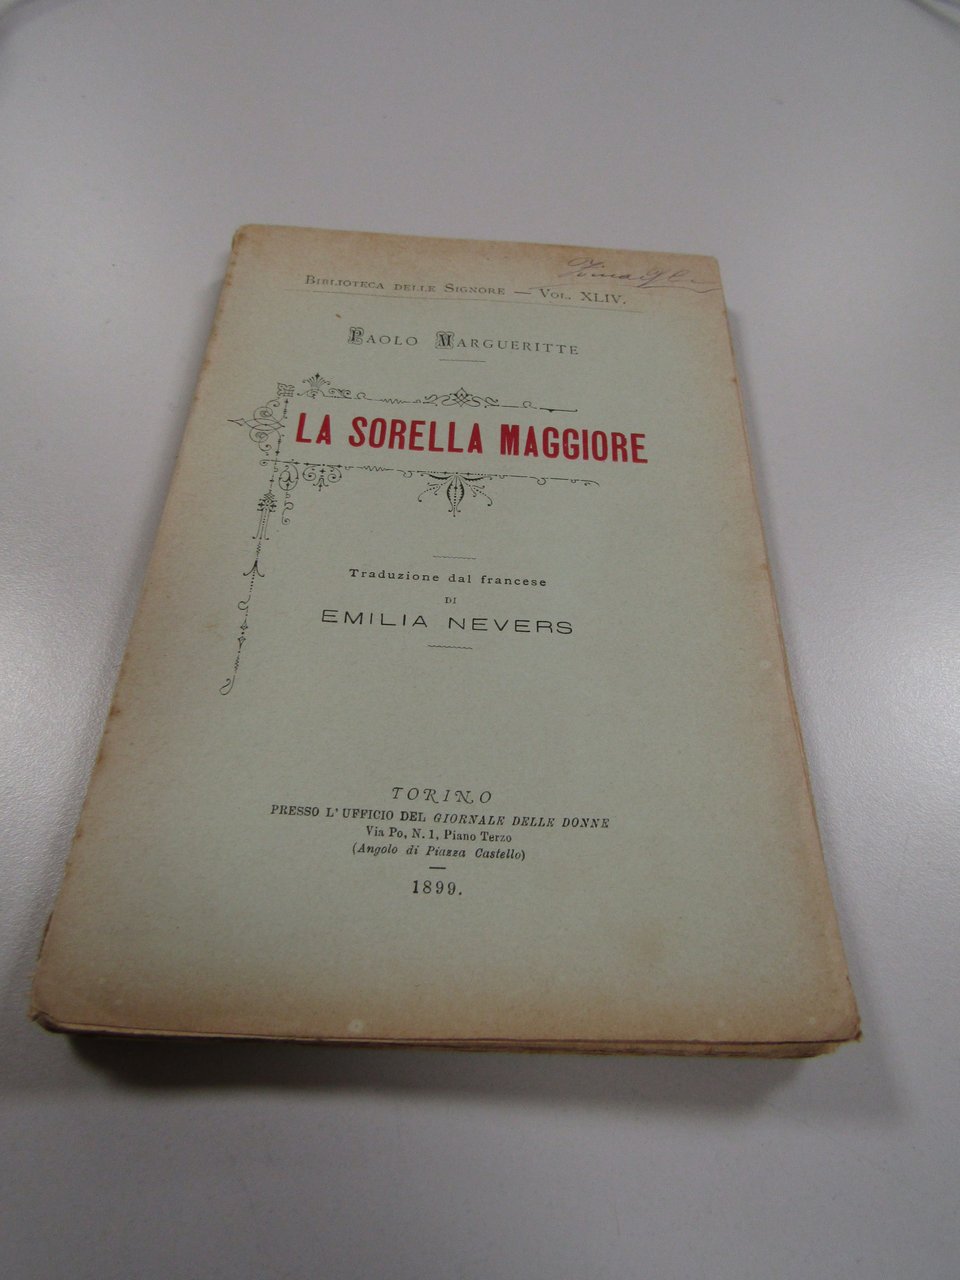 Biblioteca delle Signore — Vol. XLIV.
Paolo Margueritte
LA SORELLA MAGGIORE
Traduzione dal francese
DI
EMILIA NEVERS
TORINO
PRESSO L'UFFICIO DEL GIORNALE DELLE DONNE
Via Po, N. 1, Piano Terzo
(Angolo di Piazza Castello)
1899.